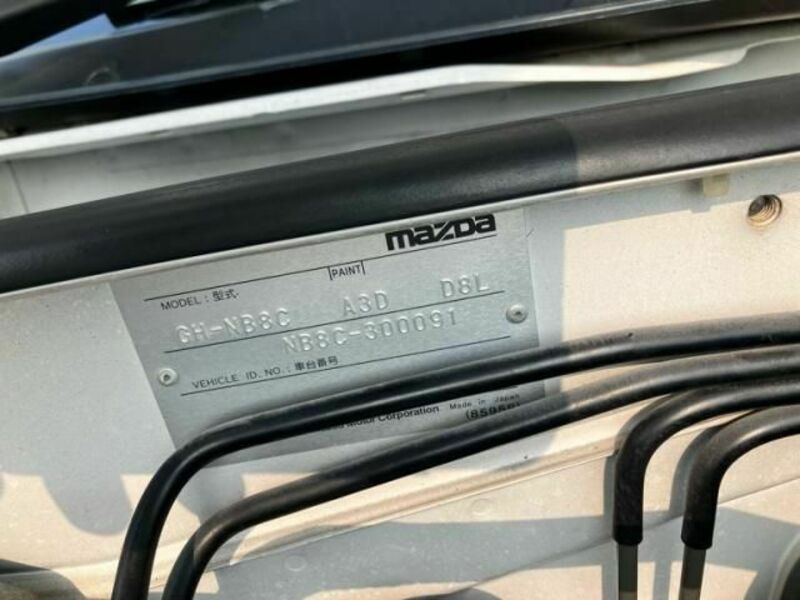 mazda
PAINT
MODEL : 型式
GH-NB8C A3D D8L
NB8C-300091
VEHICLE ID. NO. : 車台番号
Motor Corporation Made in Japan